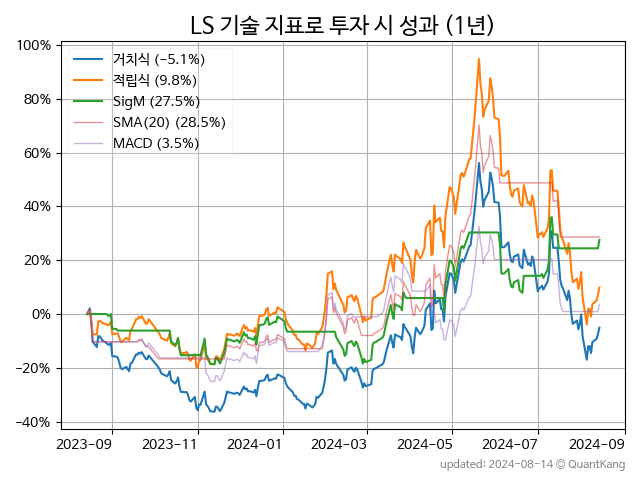 LS 기술 지표로 투자 시 성과 (1년)
100%
80%
60%
40%
20%
0%
−20%
−40%
거치식 (−5.1%)
적립식 (9.8%)
SigM (27.5%)
SMA(20) (28.5%)
MACD (3.5%)
2023-09 2023-11 2024-01 2024-03 2024-05 2024-07 2024-09
updated: 2024-08-14 © QuantKang